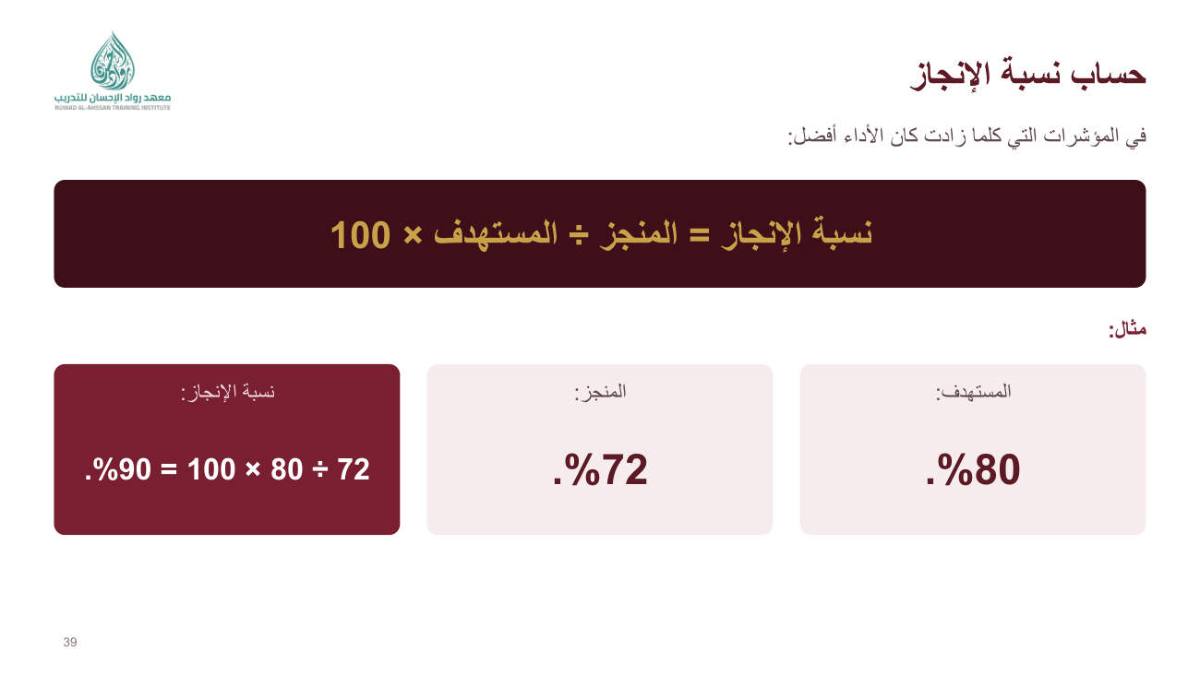 معهد رواد الإحسان للتدريب
RUWAD AL-AHSSAN TRAINING INSTITUTE
حساب نسبة الإنجاز
في المؤشرات التي كلما زادت كان الأداء أفضل:
نسبة الإنجاز = المنجز ÷ المستهدف × 100
مثال:
المستهدف:
80%.
المنجز:
72%.
نسبة الإنجاز:
72 ÷ 80 × 100 = 90%.
39